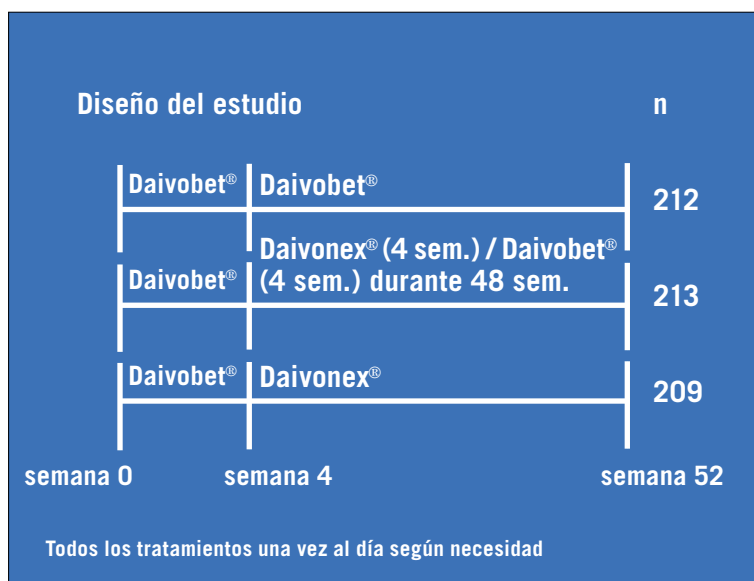 Diseño del estudio n
Daivobet® Daivobet® 212
Daivonex® (4 sem.) / Daivobet®
Daivobet® (4 sem.) durante 48 sem. 213
Daivobet® Daivonex® 209
semana 0 semana 4 semana 52
Todos los tratamientos una vez al día según necesidad